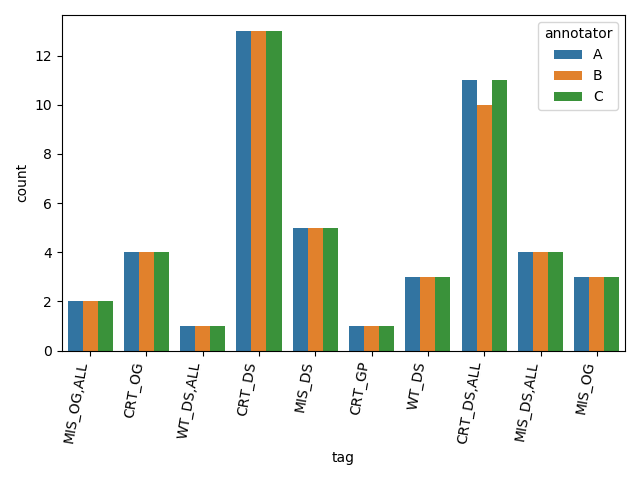 annotator
A
B
C
count
12
10
8
6
4
2
0
MIS_OG,ALL
CRT_OG
WT_DS,ALL
CRT_DS
MIS_DS
CRT_GP
WT_DS
CRT_DS,ALL
MIS_DS,ALL
MIS_OG
tag